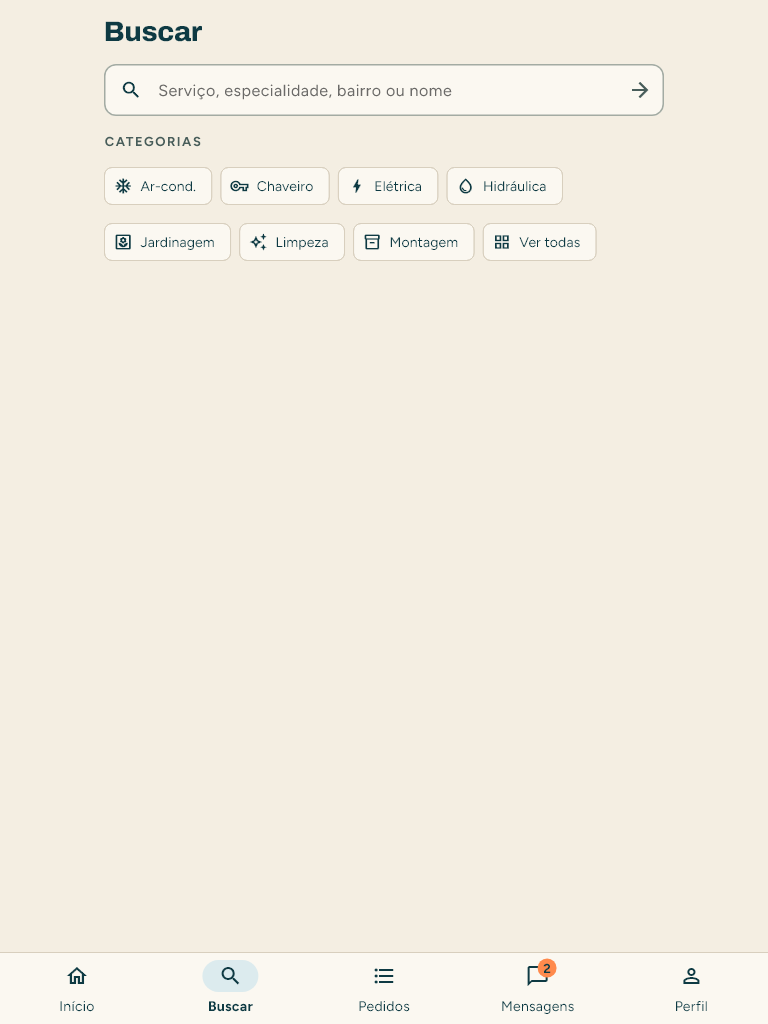 Buscar
Serviço, especialidade, bairro ou nome
CATEGORIAS
Ar-cond. Chaveiro Elétrica Hidráulica
Jardinagem Limpeza Montagem Ver todas
2
Início Buscar Pedidos Mensagens Perfil